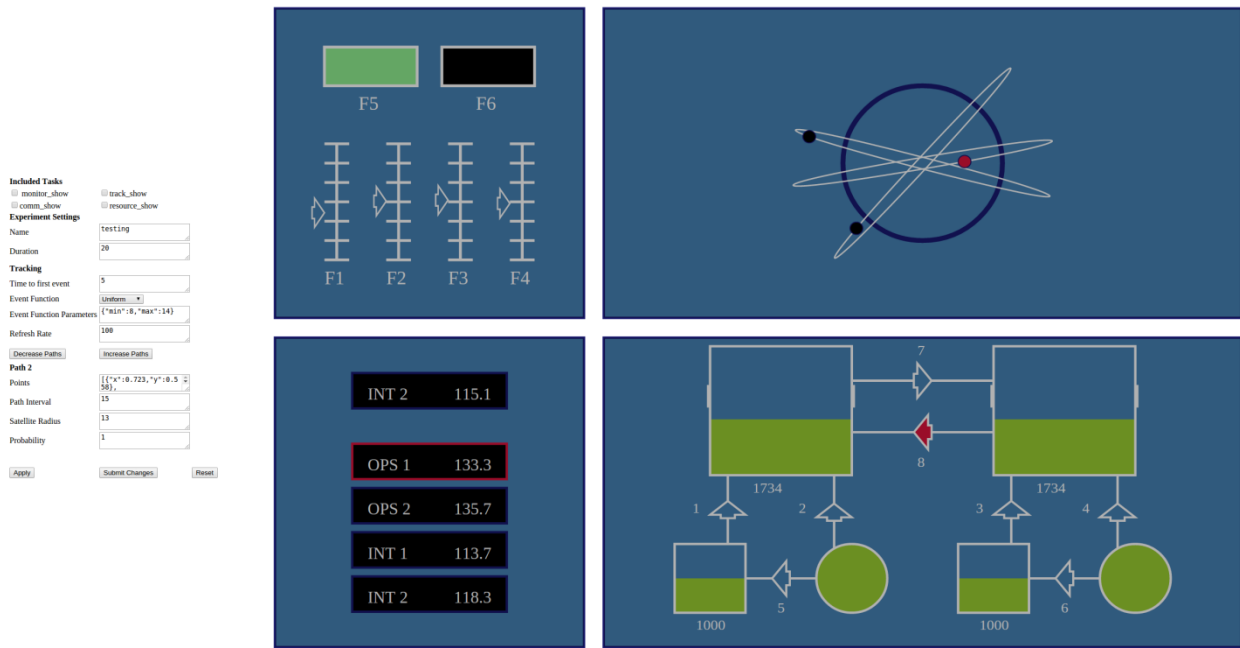 Included Tasks
monitor_show track_show
comm_show resource_show
Experiment Settings
Name testing
Duration 20
Tracking
Time to first event 5
Event Function Uniform
Event Function Parameters {"min":8,"max":14}
Refresh Rate 100
Decrease Paths Increase Paths
Path 2
Points [{"x":0.723,"y":0.5
58},
Path Interval 15
Satellite Radius 13
Probability 1
Apply Submit Changes Reset
F5 F6
F1 F2 F3 F4
INT 2 115.1
OPS 1 133.3
OPS 2 135.7
INT 1 113.7
INT 2 118.3
7
8
1734 1734
1 2 3 4
5 6
1000 1000